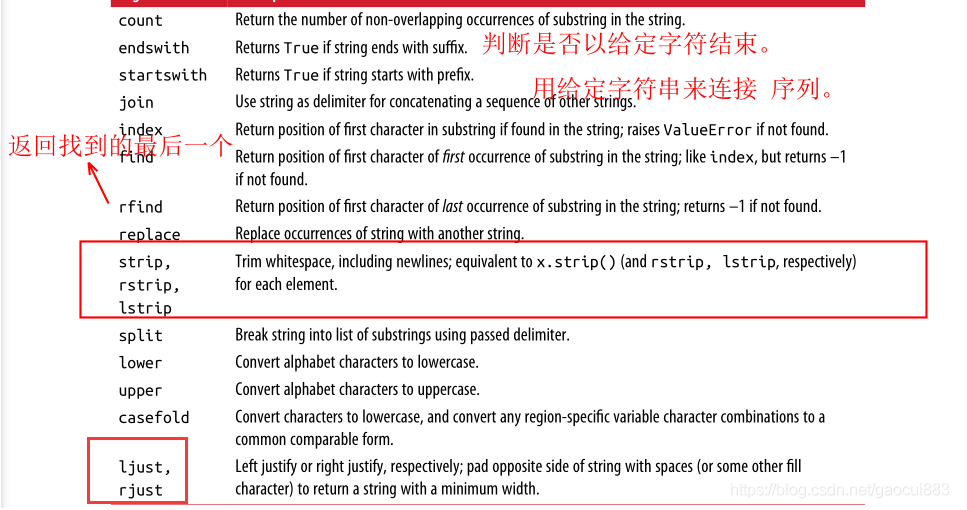 count Return the number of non-overlapping occurrences of substring in the string.
endswith Returns True if string ends with suffix. 判断是否以给定字符结束。
startswith Returns True if string starts with prefix.
用给定字符串来连接 序列。
join Use string as delimiter for concatenating a sequence of other strings.
index Return position of first character in substring if found in the string; raises ValueError if not found.
返回找到的最后一个
find Return position of first character of first occurrence of substring in the string; like index, but returns –1
if not found.
rfind Return position of first character of last occurrence of substring in the string; returns –1 if not found.
replace Replace occurrences of string with another string.
strip, Trim whitespace, including newlines; equivalent to x.strip() (and rstrip, lstrip, respectively)
rstrip, for each element.
lstrip
split Break string into list of substrings using passed delimiter.
lower Convert alphabet characters to lowercase.
upper Convert alphabet characters to uppercase.
casefold Convert characters to lowercase, and convert any region-specific variable character combinations to a
common comparable form.
ljust, Left justify or right justify, respectively; pad opposite side of string with spaces (or some other fill
rjust character) to return a string with a minimum width.
https://blog.csdn.net/gaocui883